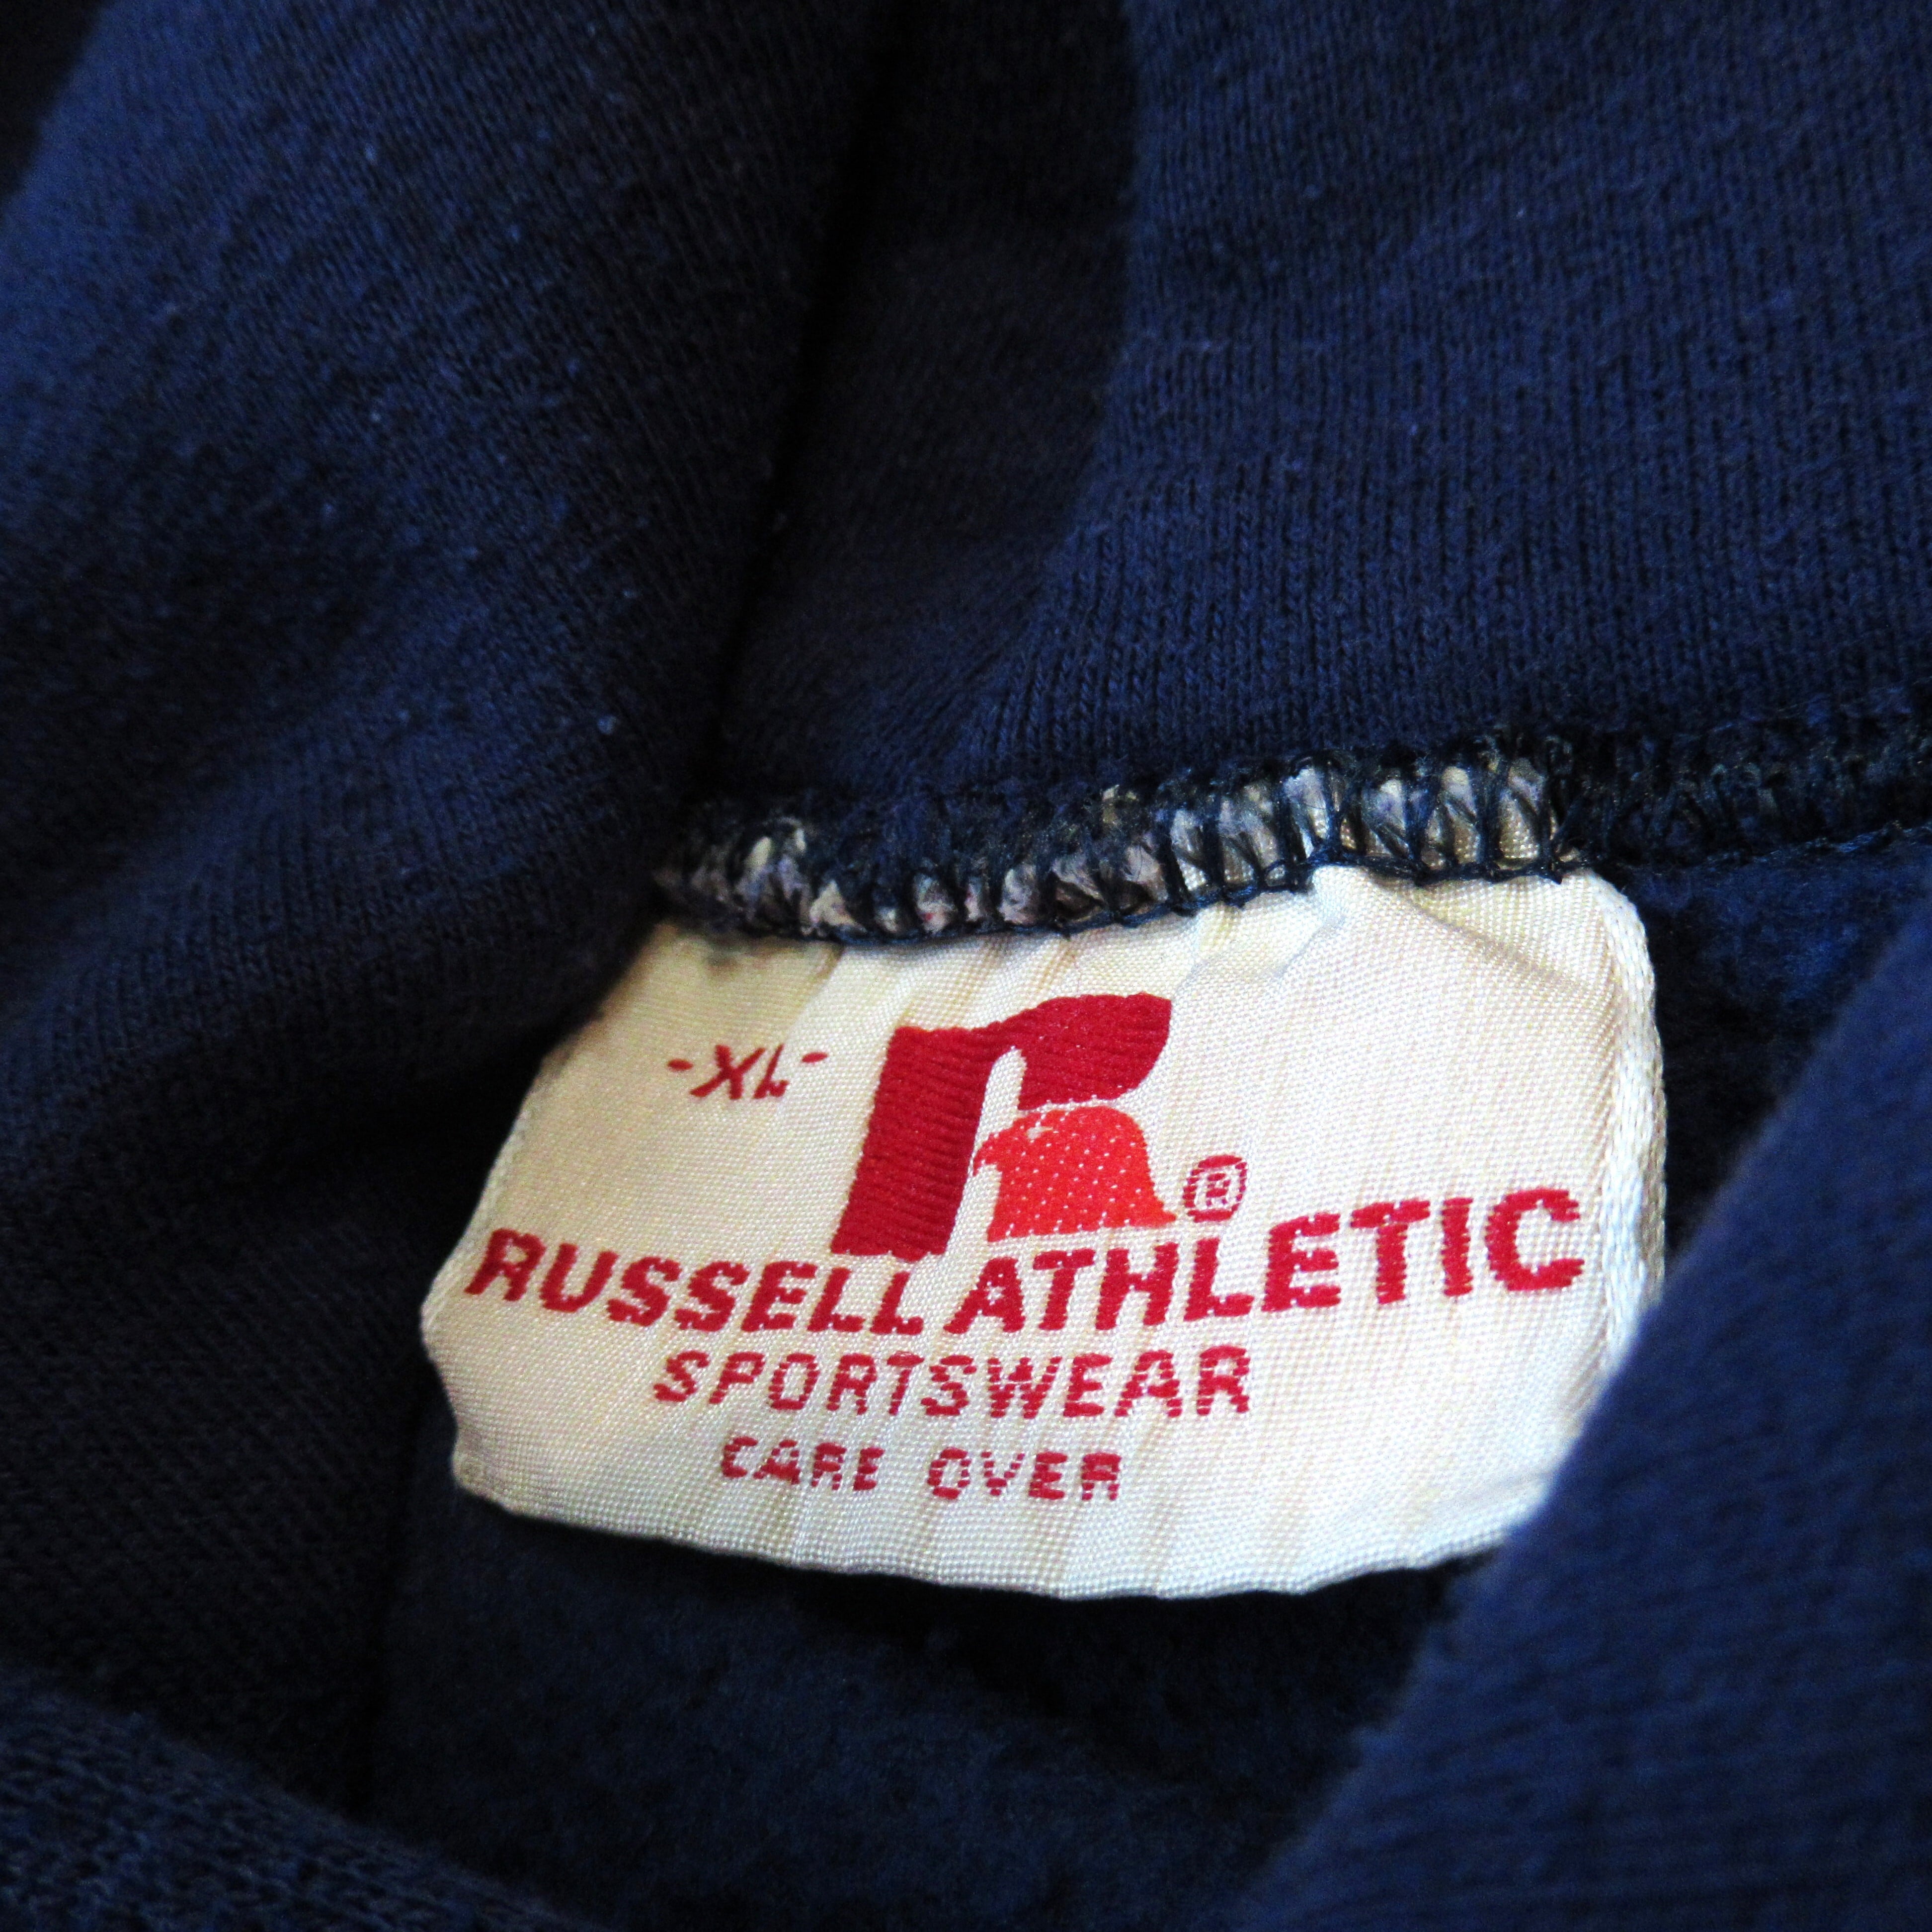 -XL-
R ®
RUSSELL ATHLETIC
SPORTSWEAR
CARE OVER